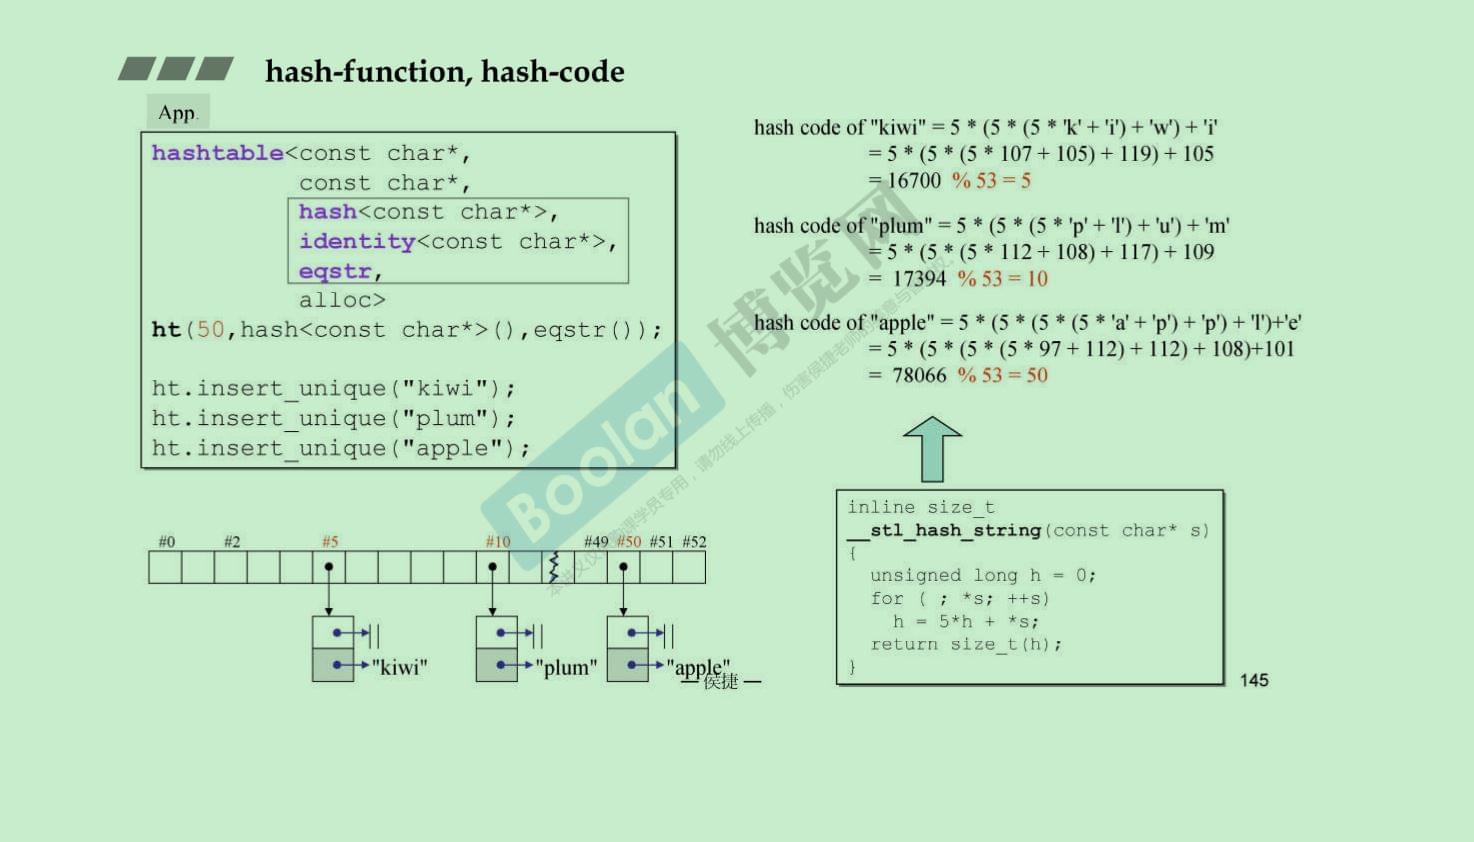 hash-function, hash-code
App.
hashtable<const char*,
const char*,
hash<const char*>,
identity<const char*>,
eqstr,
alloc>
ht(50,hash<const char*>(),eqstr());
ht.insert_unique("kiwi");
ht.insert_unique("plum");
ht.insert_unique("apple");
hash code of "kiwi" = 5 * (5 * (5 * 'k' + 'i') + 'w') + 'i'
= 5 * (5 * (5 * 107 + 105) + 119) + 105
= 16700 % 53 = 5
hash code of "plum" = 5 * (5 * (5 * 'p' + 'l') + 'u') + 'm'
= 5 * (5 * (5 * 112 + 108) + 117) + 109
= 17394 % 53 = 10
hash code of "apple" = 5 * (5 * (5 * (5 * 'a' + 'p') + 'p') + 'l')+'e'
= 5 * (5 * (5 * (5 * 97 + 112) + 112) + 108)+101
= 78066 % 53 = 50
inline size_t
__stl_hash_string(const char* s)
{
unsigned long h = 0;
for ( ; *s; ++s)
h = 5*h + *s;
return size_t(h);
}
#0 #2 #5 #10 #49 #50 #51 #52
"kiwi" "plum" "apple"
— 侯捷 —
145
Boolan 博览网